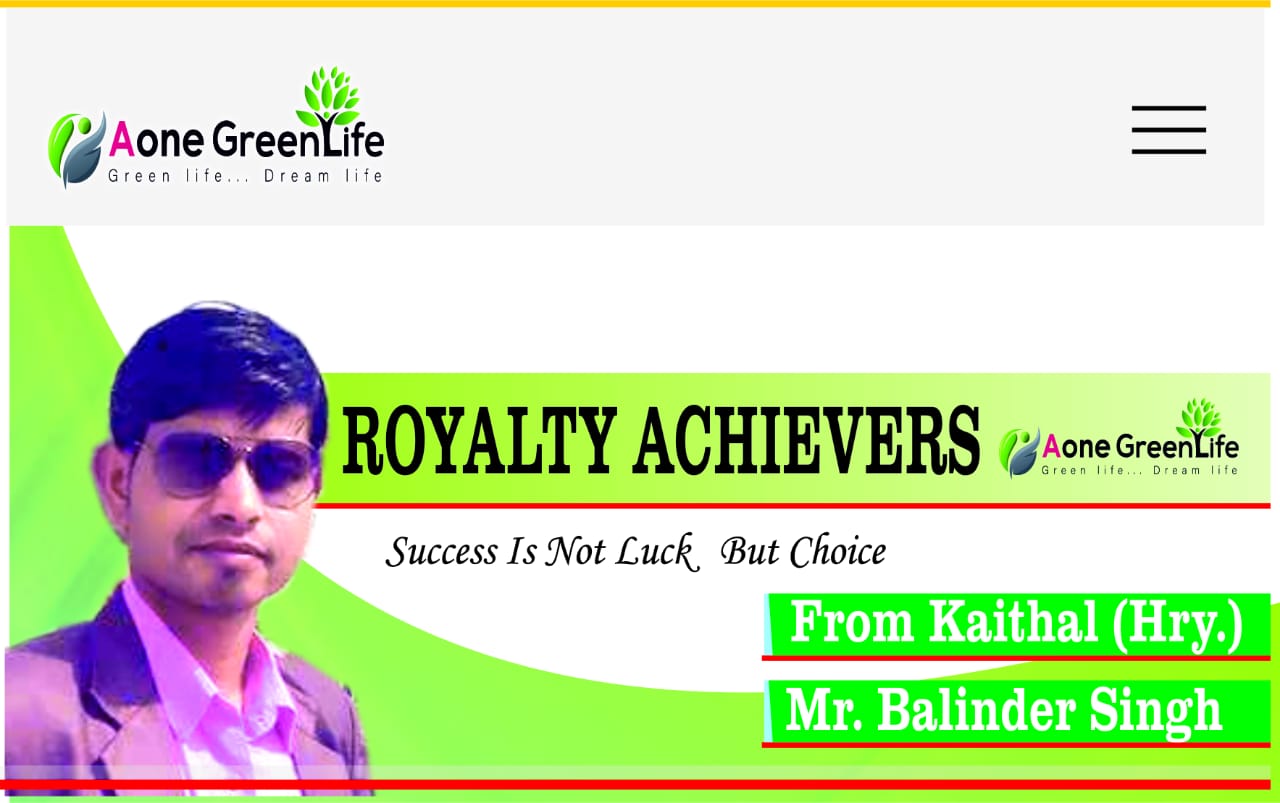 Aone GreenLife
Green life... Dream life
ROYALTY ACHIEVERS
Aone GreenLife
Green life... Dream life
Success Is Not Luck But Choice
From Kaithal (Hry.)
Mr. Balinder Singh